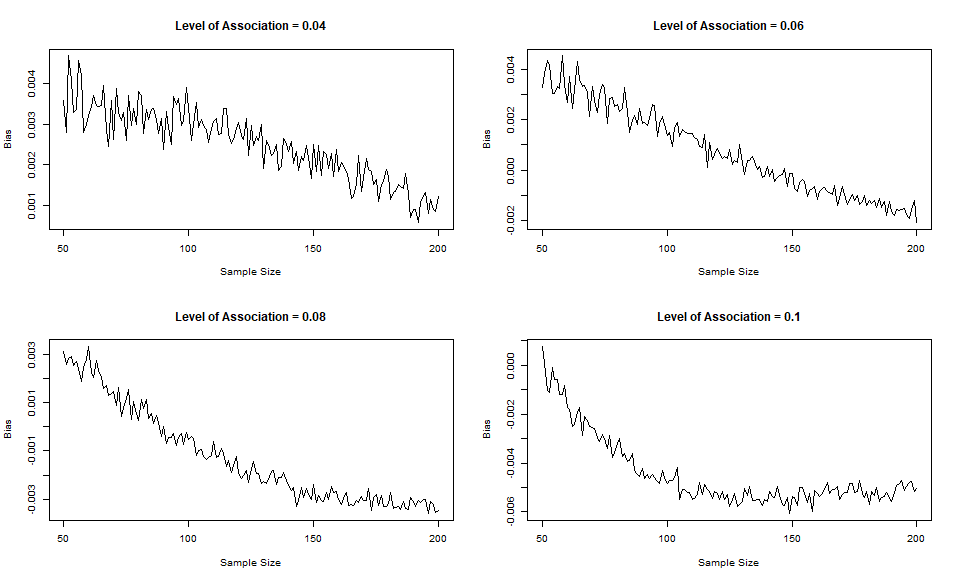 Level of Association = 0.04
Bias
0.004
0.003
0.002
0.001
50 100 150 200
Sample Size
Level of Association = 0.06
Bias
0.004
0.002
0.000
-0.002
50 100 150 200
Sample Size
Level of Association = 0.08
Bias
0.003
0.001
-0.001
-0.003
50 100 150 200
Sample Size
Level of Association = 0.1
Bias
0.000
-0.002
-0.004
-0.006
50 100 150 200
Sample Size